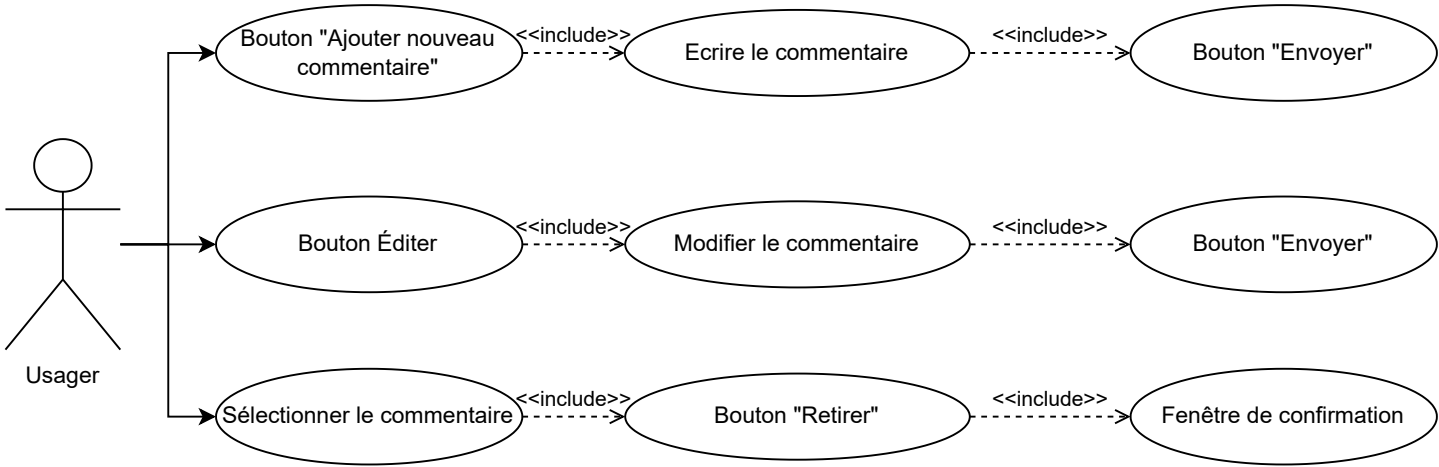 Bouton "Ajouter nouveau
commentaire"
<<include>>
Ecrire le commentaire
<<include>>
Bouton "Envoyer"
Bouton Éditer
<<include>>
Modifier le commentaire
<<include>>
Bouton "Envoyer"
Usager
Sélectionner le commentaire
<<include>>
Bouton "Retirer"
<<include>>
Fenêtre de confirmation